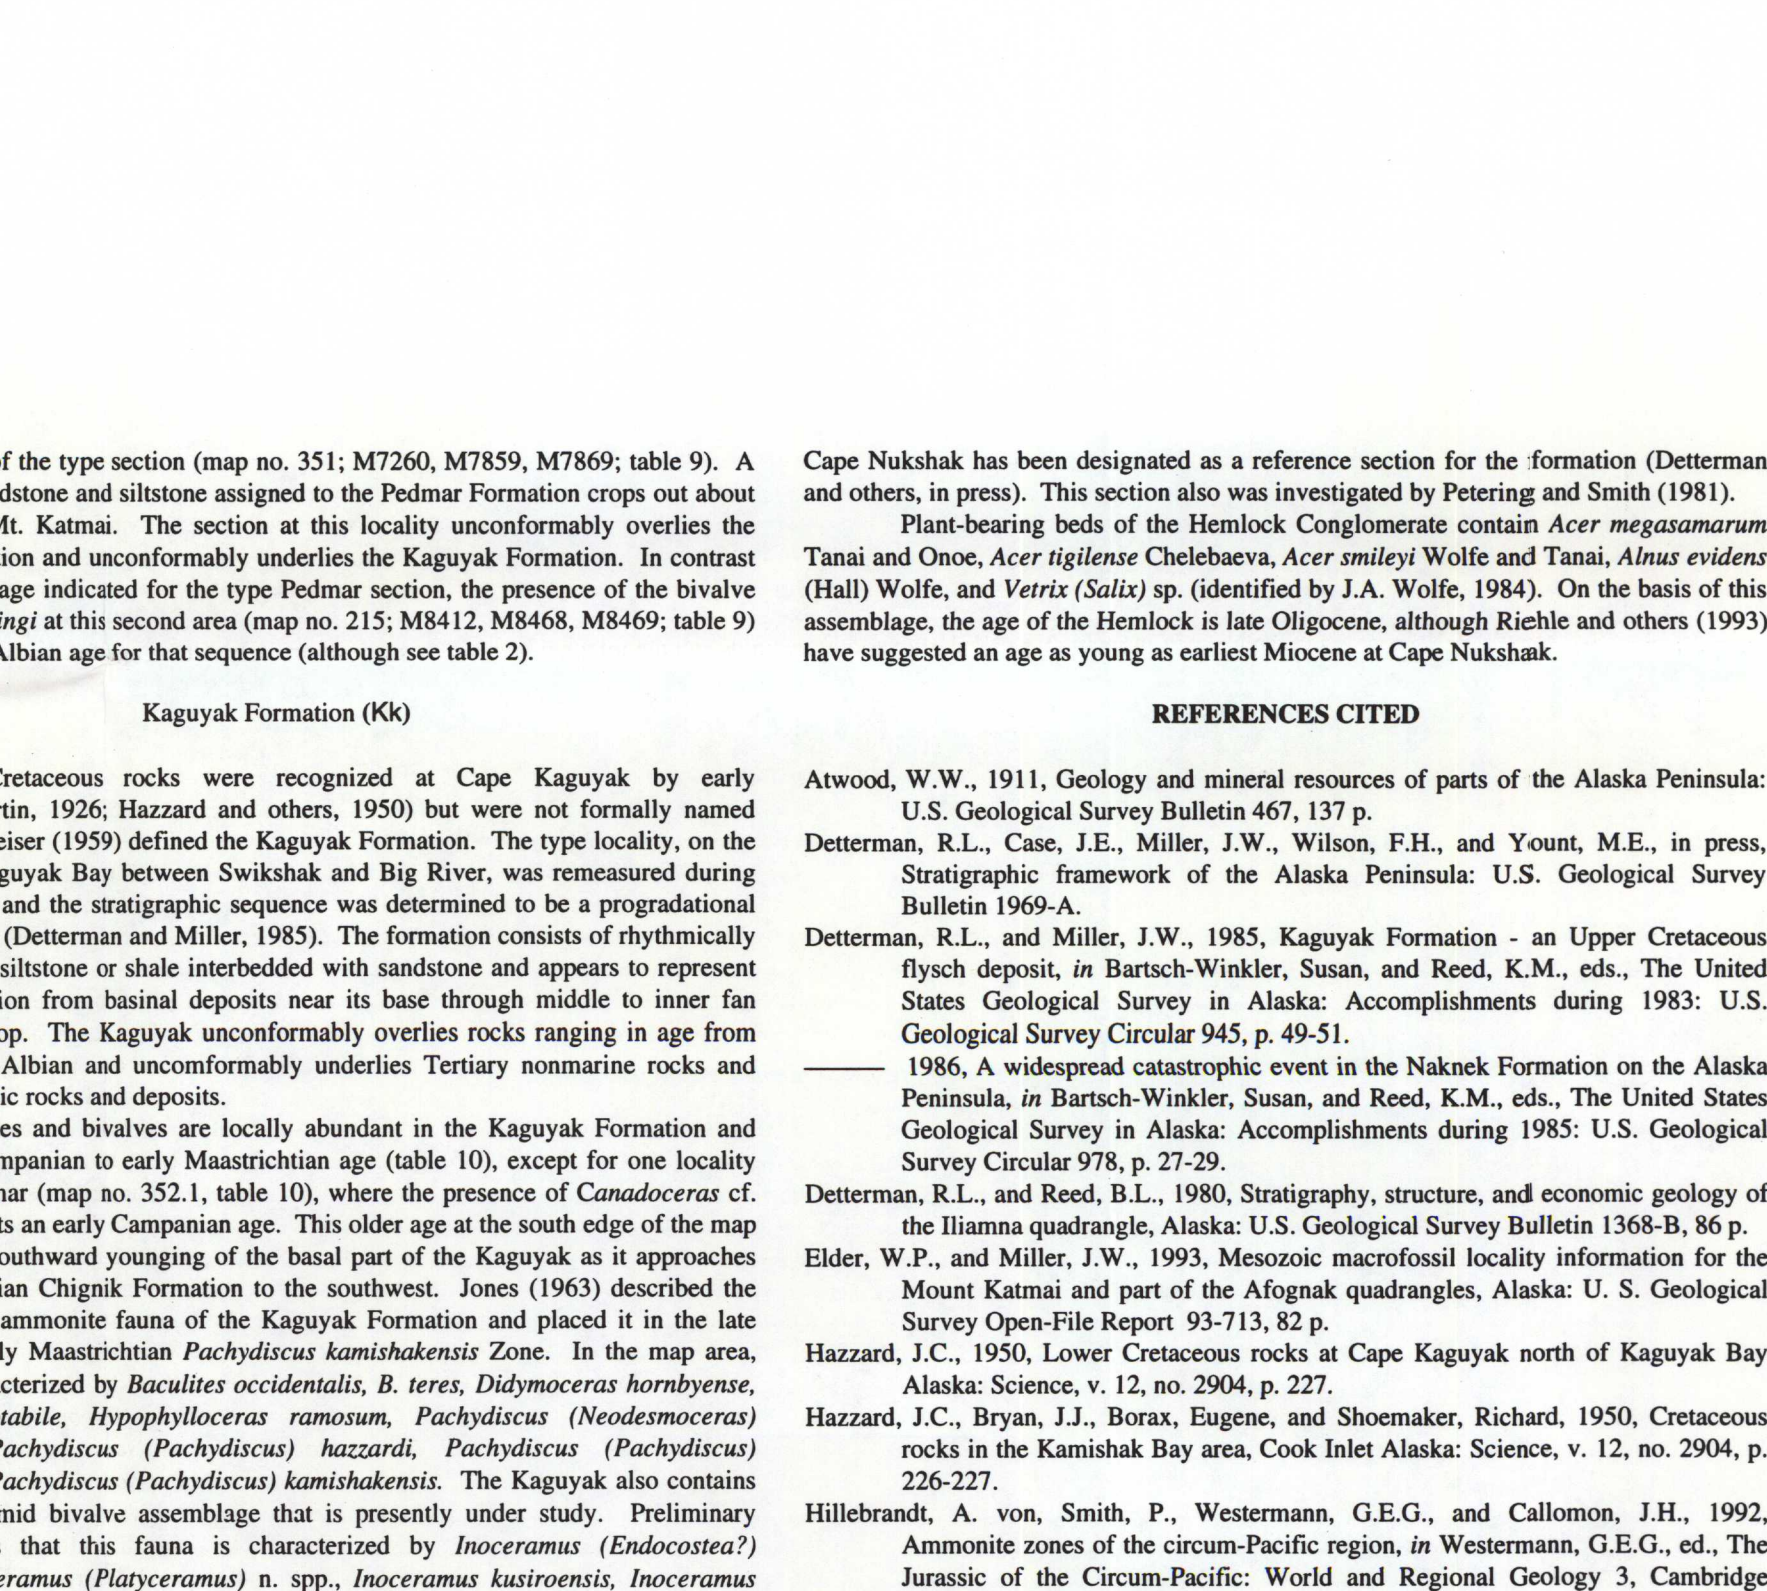 of the type section (map no. 351; M7260, M7859, M7869; table 9). A
dstone and siltstone assigned to the Pedmar Formation crops out about
Mt. Katmai. The section at this locality unconformably overlies the
ion and unconformably underlies the Kaguyak Formation. In contrast
age indicated for the type Pedmar section, the presence of the bivalve
ingi at this second area (map no. 215; M8412, M8468, M8469; table 9)
Albian age for that sequence (although see table 2).
Kaguyak Formation (Kk)
Cretaceous rocks were recognized at Cape Kaguyak by early
rtin, 1926; Hazzard and others, 1950) but were not formally named
eiser (1959) defined the Kaguyak Formation. The type locality, on the
guyak Bay between Swikshak and Big River, was remeasured during
and the stratigraphic sequence was determined to be a progradational
(Detterman and Miller, 1985). The formation consists of rhythmically
siltstone or shale interbedded with sandstone and appears to represent
ion from basinal deposits near its base through middle to inner fan
op. The Kaguyak unconformably overlies rocks ranging in age from
Albian and uncomformably underlies Tertiary nonmarine rocks and
ic rocks and deposits.
es and bivalves are locally abundant in the Kaguyak Formation and
mpanian to early Maastrichtian age (table 10), except for one locality
nar (map no. 352.1, table 10), where the presence of Canadoceras cf.
ts an early Campanian age. This older age at the south edge of the map
outhward younging of the basal part of the Kaguyak as it approaches
ian Chignik Formation to the southwest. Jones (1963) described the
ammonite fauna of the Kaguyak Formation and placed it in the late
ly Maastrichtian Pachydiscus kamishakensis Zone. In the map area,
cterized by Baculites occidentalis, B. teres, Didymoceras hornbyense,
tabile, Hypophylloceras ramosum, Pachydiscus (Neodesmoceras)
Pachydiscus (Pachydiscus) hazzardi, Pachydiscus (Pachydiscus)
Pachydiscus (Pachydiscus) kamishakensis. The Kaguyak also contains
mid bivalve assemblage that is presently under study. Preliminary
s that this fauna is characterized by Inoceramus (Endocostea?)
eramus (Platyceramus) n. spp., Inoceramus kusiroensis, Inoceramus
Cape Nukshak has been designated as a reference section for the formation (Detterman
and others, in press). This section also was investigated by Petering and Smith (1981).
Plant-bearing beds of the Hemlock Conglomerate contain Acer megasamarum
Tanai and Onoe, Acer tigilense Chelebaeva, Acer smileyi Wolfe and Tanai, Alnus evidens
(Hall) Wolfe, and Vetrix (Salix) sp. (identified by J.A. Wolfe, 1984). On the basis of this
assemblage, the age of the Hemlock is late Oligocene, although Riehle and others (1993)
have suggested an age as young as earliest Miocene at Cape Nukshak.
REFERENCES CITED
Atwood, W.W., 1911, Geology and mineral resources of parts of the Alaska Peninsula:
U.S. Geological Survey Bulletin 467, 137 p.
Detterman, R.L., Case, J.E., Miller, J.W., Wilson, F.H., and Yount, M.E., in press,
Stratigraphic framework of the Alaska Peninsula: U.S. Geological Survey
Bulletin 1969-A.
Detterman, R.L., and Miller, J.W., 1985, Kaguyak Formation - an Upper Cretaceous
flysch deposit, in Bartsch-Winkler, Susan, and Reed, K.M., eds., The United
States Geological Survey in Alaska: Accomplishments during 1983: U.S.
Geological Survey Circular 945, p. 49-51.
——— 1986, A widespread catastrophic event in the Naknek Formation on the Alaska
Peninsula, in Bartsch-Winkler, Susan, and Reed, K.M., eds., The United States
Geological Survey in Alaska: Accomplishments during 1985: U.S. Geological
Survey Circular 978, p. 27-29.
Detterman, R.L., and Reed, B.L., 1980, Stratigraphy, structure, and economic geology of
the Iliamna quadrangle, Alaska: U.S. Geological Survey Bulletin 1368-B, 86 p.
Elder, W.P., and Miller, J.W., 1993, Mesozoic macrofossil locality information for the
Mount Katmai and part of the Afognak quadrangles, Alaska: U. S. Geological
Survey Open-File Report 93-713, 82 p.
Hazzard, J.C., 1950, Lower Cretaceous rocks at Cape Kaguyak north of Kaguyak Bay
Alaska: Science, v. 12, no. 2904, p. 227.
Hazzard, J.C., Bryan, J.J., Borax, Eugene, and Shoemaker, Richard, 1950, Cretaceous
rocks in the Kamishak Bay area, Cook Inlet Alaska: Science, v. 12, no. 2904, p.
226-227.
Hillebrandt, A. von, Smith, P., Westermann, G.E.G., and Callomon, J.H., 1992,
Ammonite zones of the circum-Pacific region, in Westermann, G.E.G., ed., The
Jurassic of the Circum-Pacific: World and Regional Geology 3, Cambridge